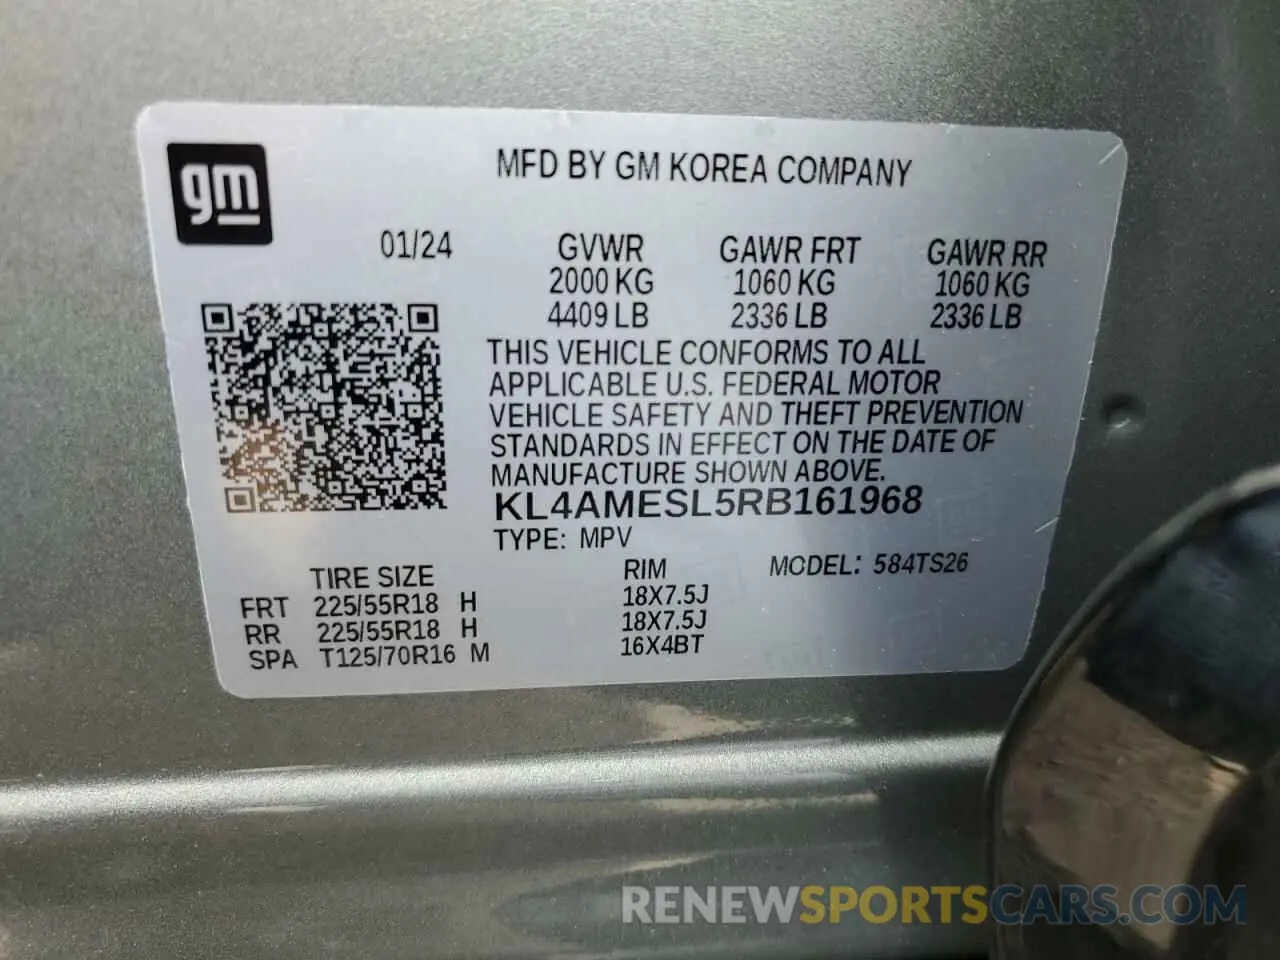 gm
MFD BY GM KOREA COMPANY
01/24
GVWR GAWR FRT GAWR RR
2000 KG 1060 KG 1060 KG
4409 LB 2336 LB 2336 LB
THIS VEHICLE CONFORMS TO ALL
APPLICABLE U.S. FEDERAL MOTOR
VEHICLE SAFETY AND THEFT PREVENTION
STANDARDS IN EFFECT ON THE DATE OF
MANUFACTURE SHOWN ABOVE.
KL4AMESL5RB161968
TYPE: MPV
TIRE SIZE RIM MODEL: 584TS26
FRT 225/55R18 H 18X7.5J
RR 225/55R18 H 18X7.5J
SPA T125/70R16 M 16X4BT
RENEWSPORTSCARS.COM